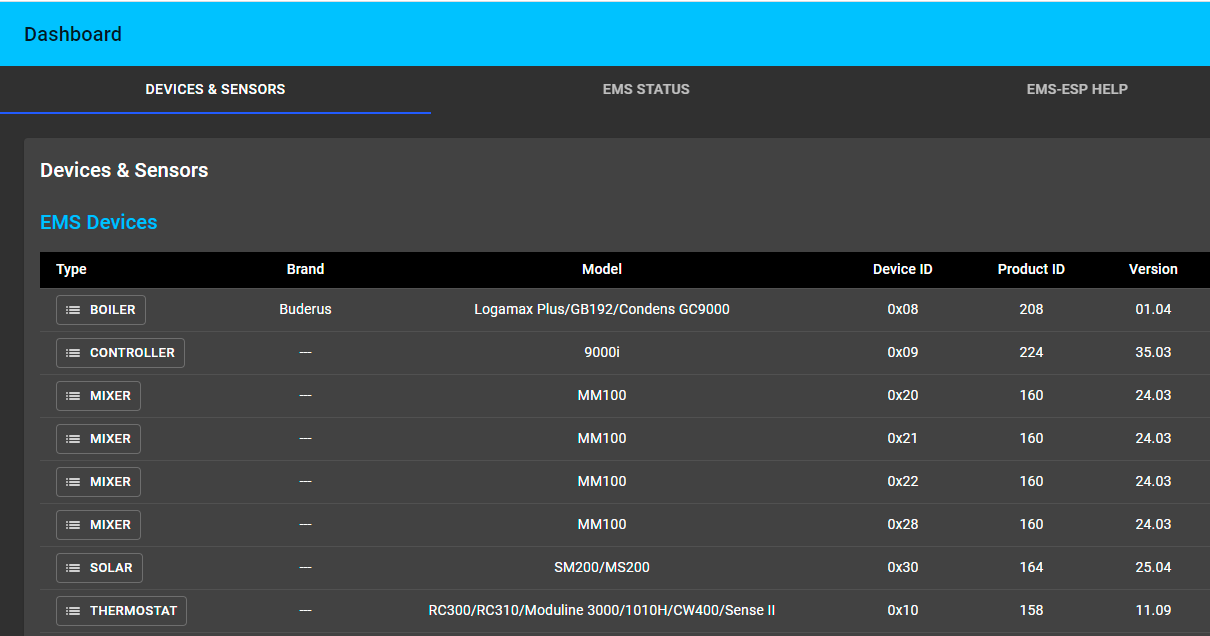 Dashboard
DEVICES & SENSORS EMS STATUS EMS-ESP HELP
Devices & Sensors
EMS Devices
Type Brand Model Device ID Product ID Version
BOILER Buderus Logamax Plus/GB192/Condens GC9000 0x08 208 01.04
CONTROLLER --- 9000i 0x09 224 35.03
MIXER --- MM100 0x20 160 24.03
MIXER --- MM100 0x21 160 24.03
MIXER --- MM100 0x22 160 24.03
MIXER --- MM100 0x28 160 24.03
SOLAR --- SM200/MS200 0x30 164 25.04
THERMOSTAT --- RC300/RC310/Moduline 3000/1010H/CW400/Sense II 0x10 158 11.09